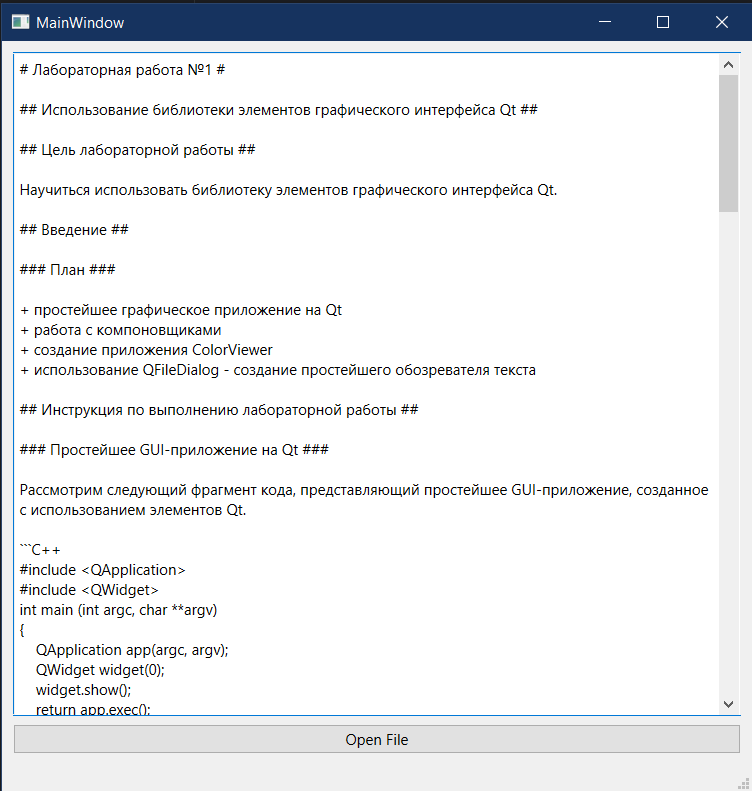 MainWindow
# Лабораторная работа №1 #
## Использование библиотеки элементов графического интерфейса Qt ##
## Цель лабораторной работы ##
Научиться использовать библиотеку элементов графического интерфейса Qt.
## Введение ##
### План ###
+ простейшее графическое приложение на Qt
+ работа с компоновщиками
+ создание приложения ColorViewer
+ использование QFileDialog - создание простейшего обозревателя текста
## Инструкция по выполнению лабораторной работы ##
### Простейшее GUI-приложение на Qt ###
Рассмотрим следующий фрагмент кода, представляющий простейшее GUI-приложение, созданное
с использованием элементов Qt.
```C++
#include <QApplication>
#include <QWidget>
int main (int argc, char **argv)
{
    QApplication app(argc, argv);
    QWidget widget(0);
    widget.show();
    return app.exec();
Open File